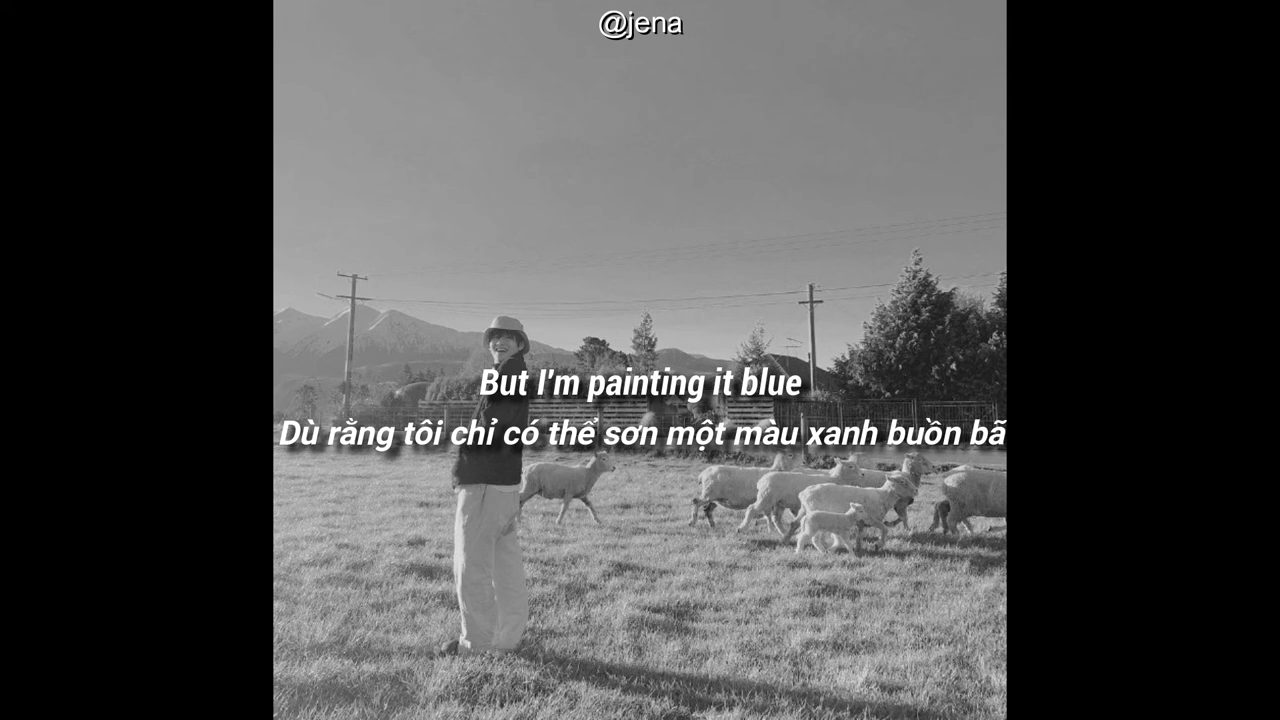 @jena
But I'm painting it blue
Dù rằng tôi chỉ có thể sơn một màu xanh buồn bã